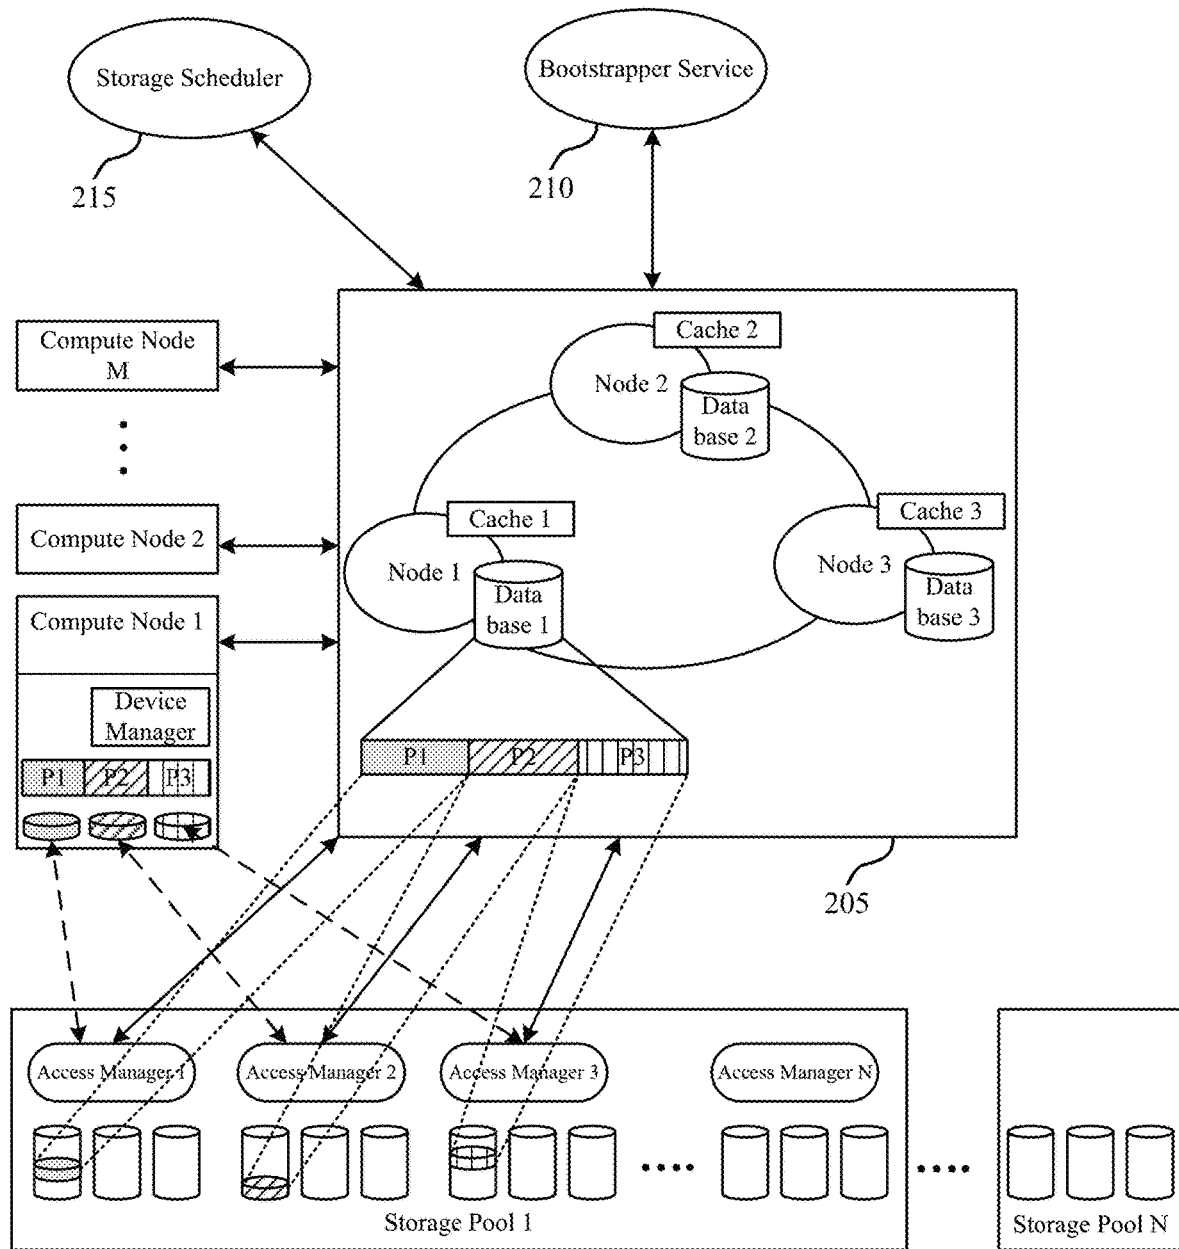 Storage Scheduler
Bootstrapper Service
215
210
Compute Node
M
Cache 2
Node 2
Data
base 2
Compute Node 2
Cache 1
Node 1
Data
base 1
Cache 3
Node 3
Data
base 3
Compute Node 1
Device
Manager
P1 P2 P3
P1 P2 P3
205
Access Manager 1
Access Manager 2
Access Manager 3
Access Manager N
Storage Pool 1
Storage Pool N